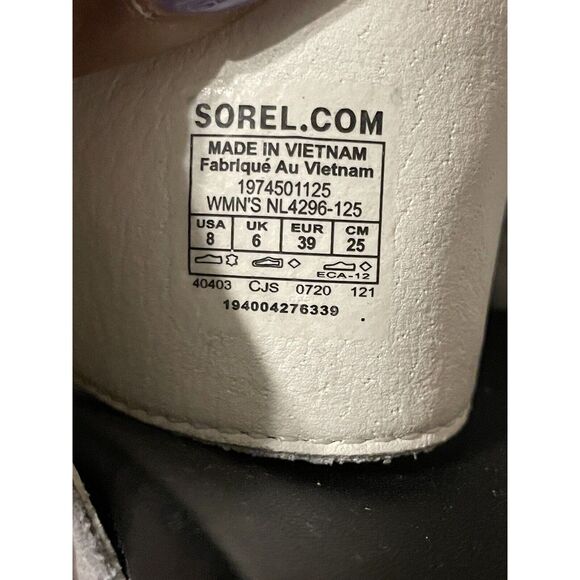 SOREL.COM
MADE IN VIETNAM
Fabriqué Au Vietnam
1974501125
WMN'S NL4296-125
USA UK EUR CM
8 6 39 25
ECA-12
40403 CJS 0720 121
194004276339 .